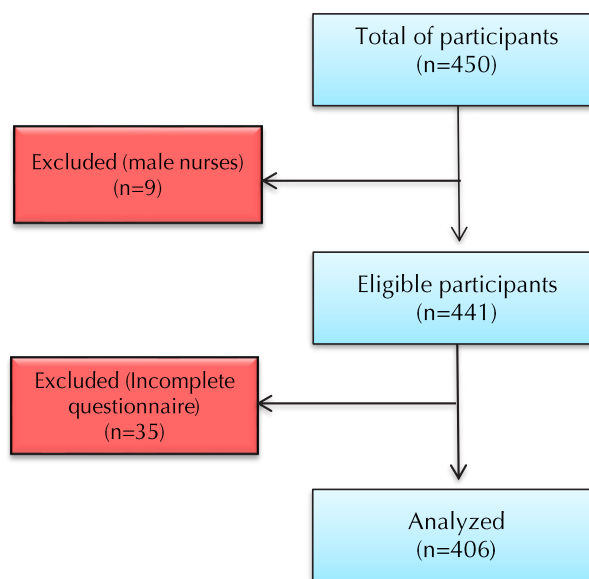 Total of participants
(n=450)
Excluded (male nurses)
(n=9)
Eligible participants
(n=441)
Excluded (Incomplete
questionnaire)
(n=35)
Analyzed
(n=406)